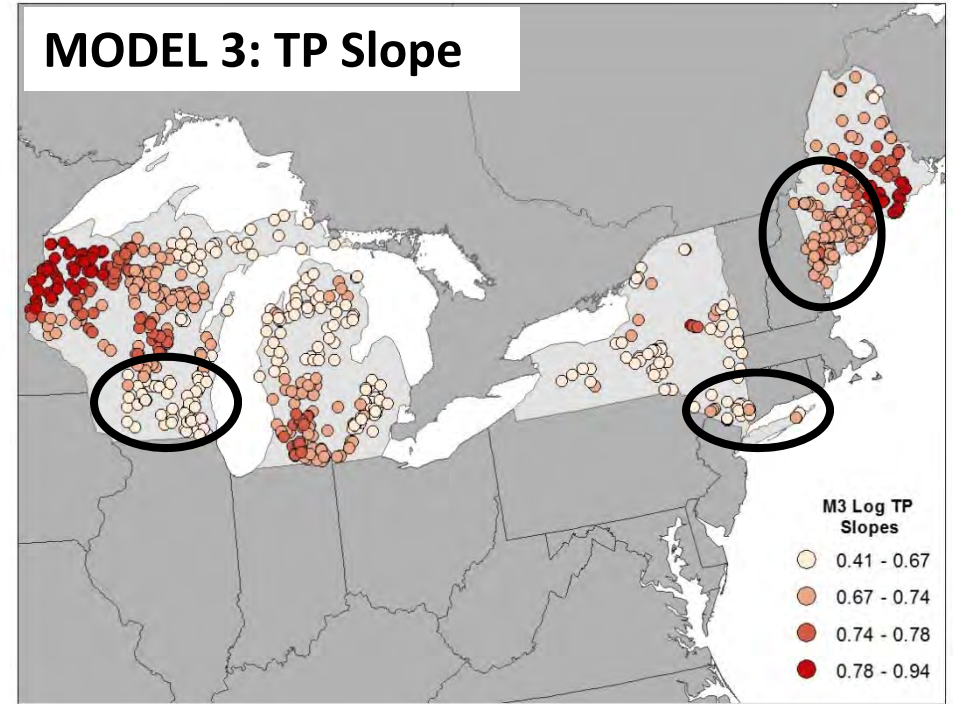 MODEL 3: TP Slope
M3 Log TP
Slopes
0.41 - 0.67
0.67 - 0.74
0.74 - 0.78
0.78 - 0.94